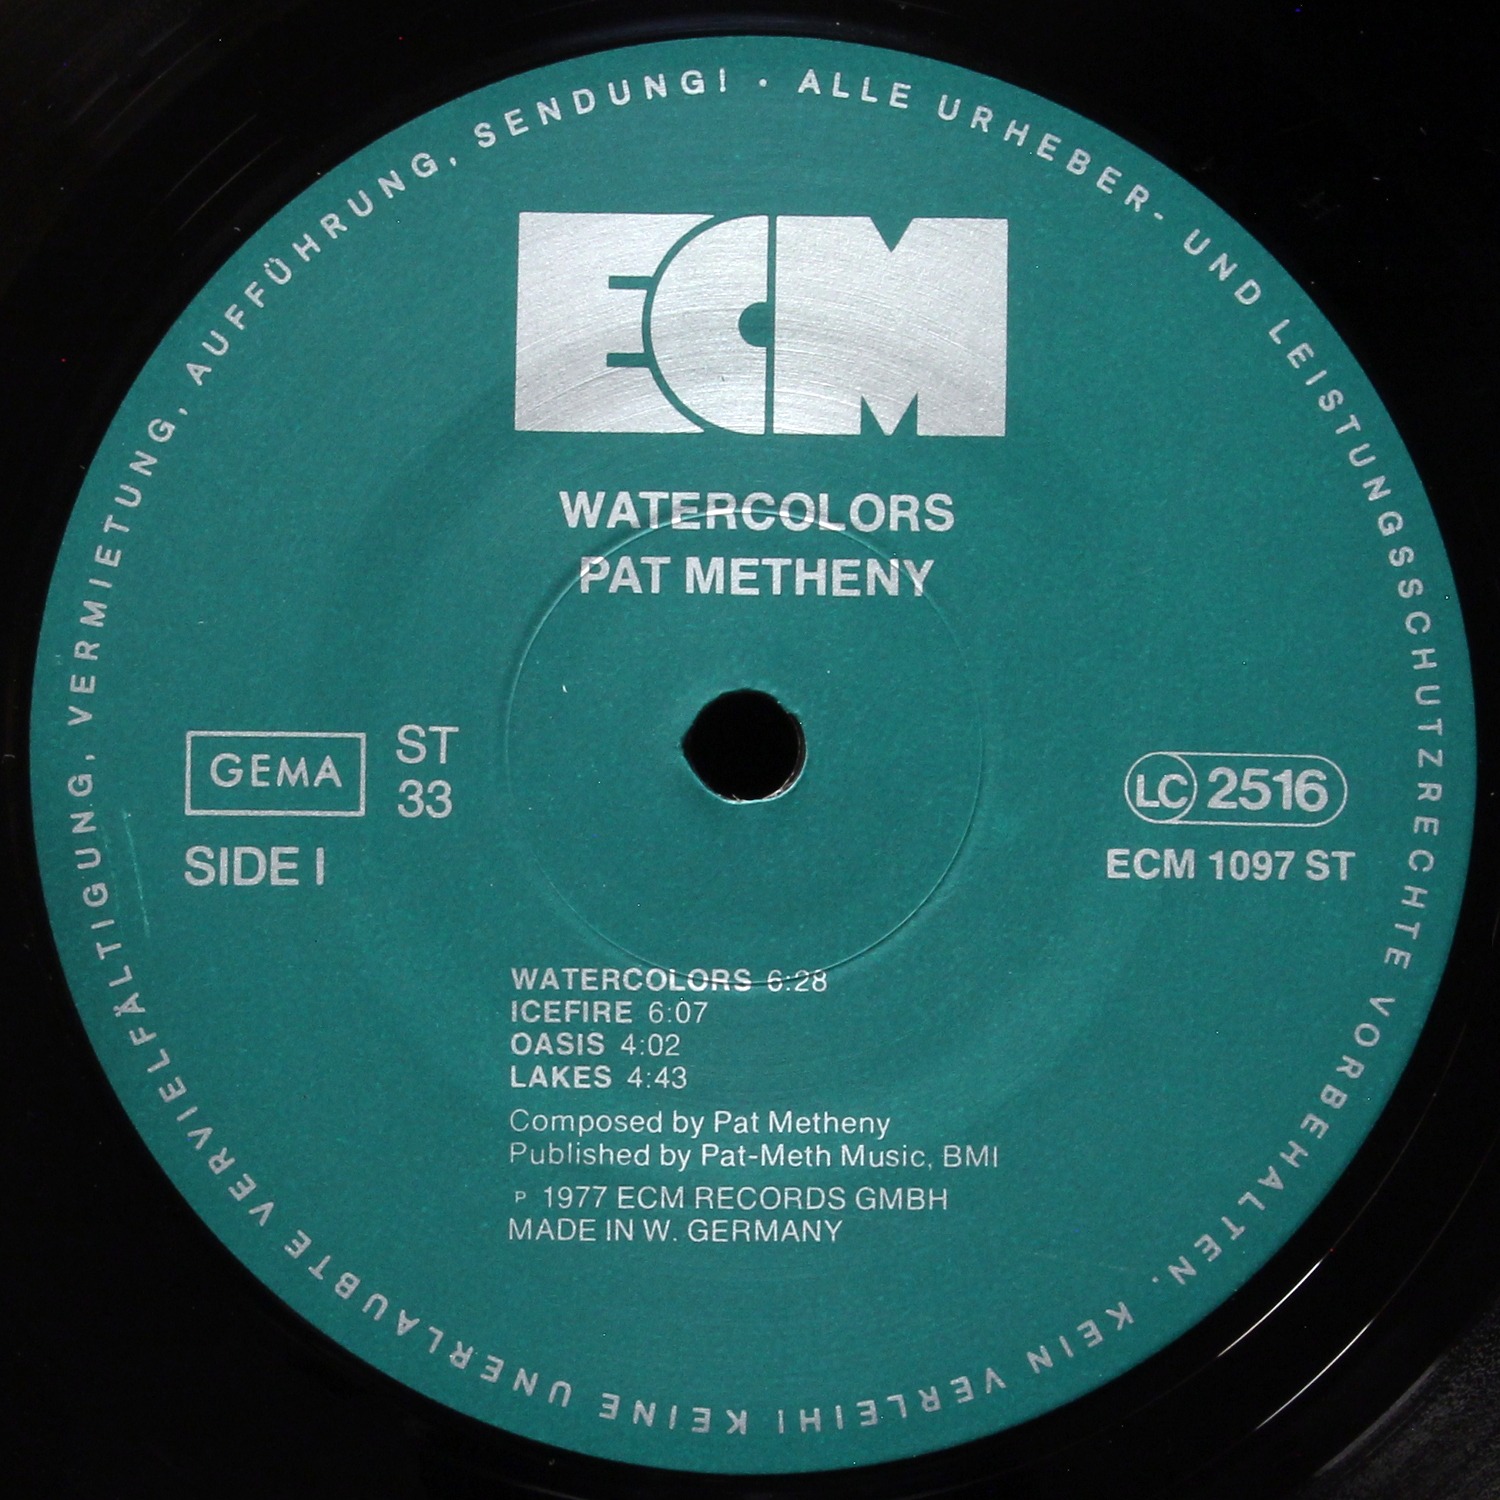 ALLE URHEBER- UND LEISTUNGSSCHUTZRECHTE VORBEHALTEN. KEIN VERLEIH! KEINE UNERLAUBTE VERVIELFÄLTIGUNG, VERMIETUNG, AUFFÜHRUNG, SENDUNG! ·
ECM
WATERCOLORS
PAT METHENY
GEMA
ST
33
SIDE I
LC 2516
ECM 1097 ST
WATERCOLORS 6:28
ICEFIRE 6:07
OASIS 4:02
LAKES 4:43
Composed by Pat Metheny
Published by Pat-Meth Music, BMI
P 1977 ECM RECORDS GMBH
MADE IN W. GERMANY